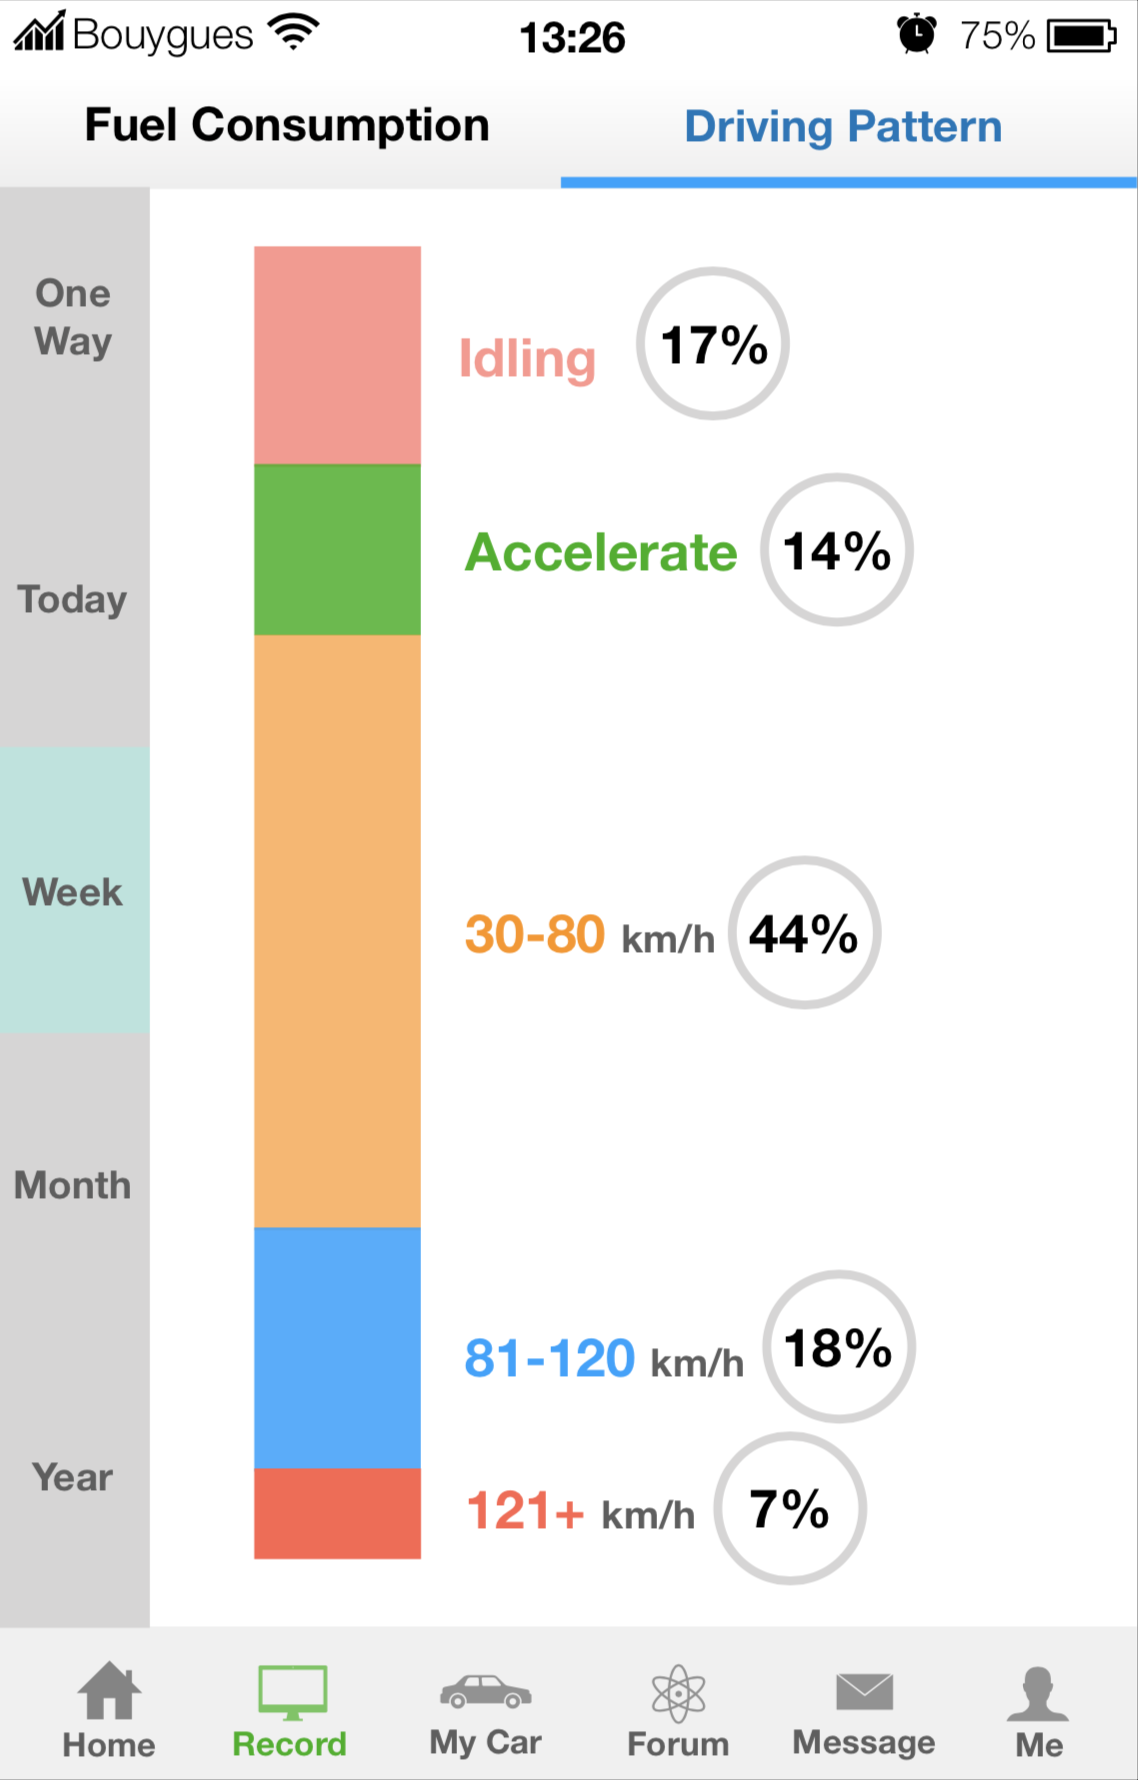 Bouygues 13:26 75%
Fuel Consumption Driving Pattern
One
Way
Today
Week
Month
Year
Idling 17%
Accelerate 14%
30-80 km/h 44%
81-120 km/h 18%
121+ km/h 7%
Home Record My Car Forum Message Me